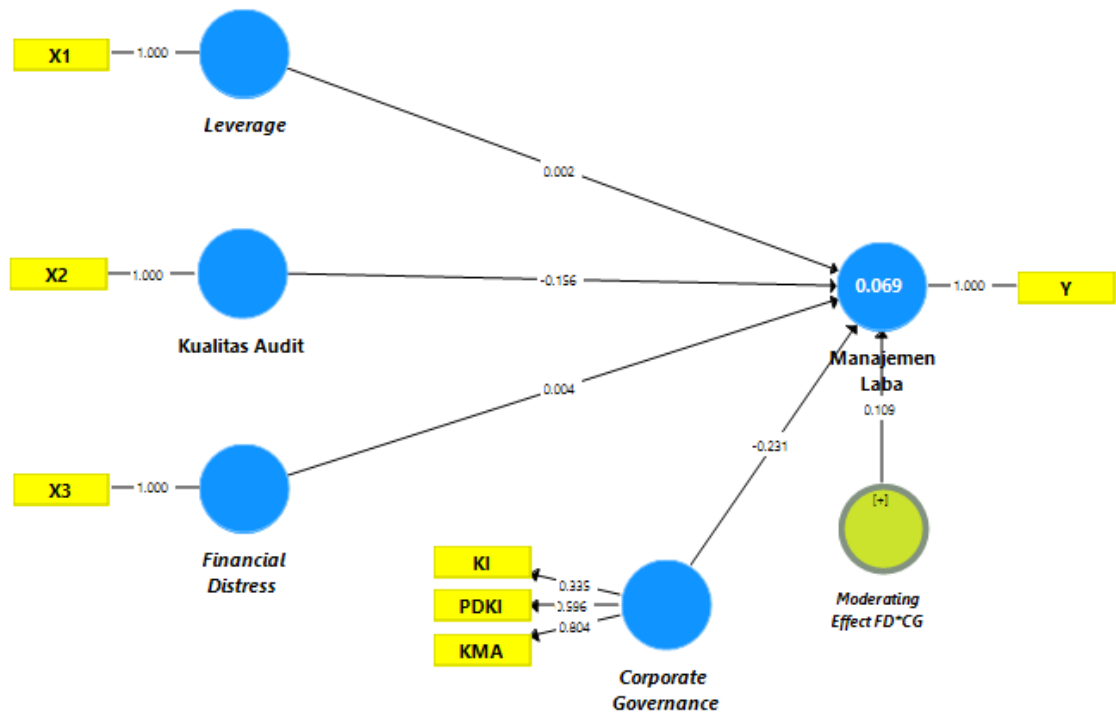 X1
1.000
Leverage
0.002
X2
1.000
Kualitas Audit
-0.156
0.069
1.000
Y
Manajemen
Laba
0.004
0.109
X3
1.000
Financial
Distress
-0.231
[+]
Moderating
Effect FD*CG
KI
0.335
PDKI
0.596
KMA
0.804
Corporate
Governance